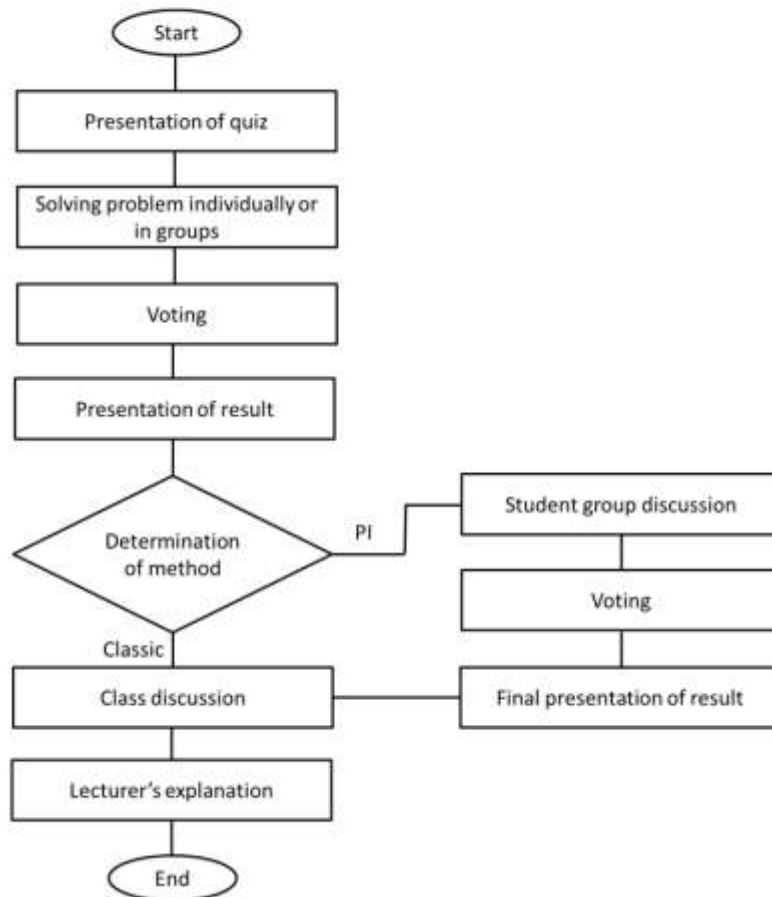 Start
Presentation of quiz
Solving problem individually or
in groups
Voting
Presentation of result
Determination
of method
PI
Student group discussion
Voting
Final presentation of result
Classic
Class discussion
Lecturer's explanation
End